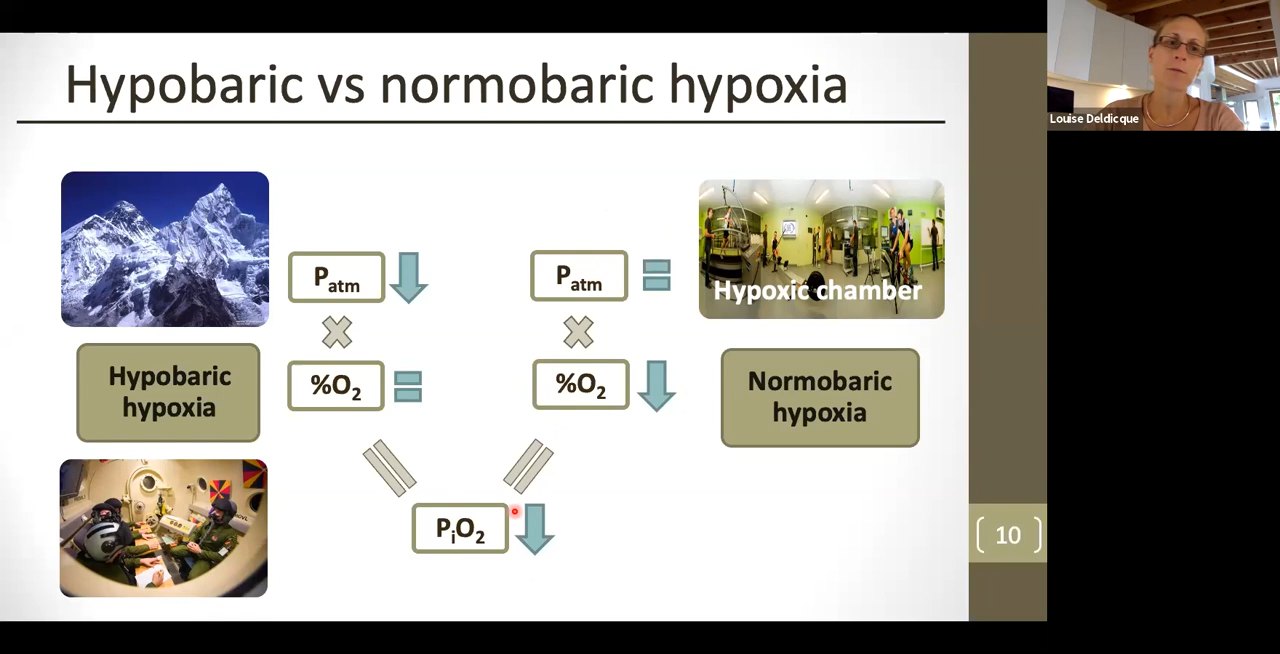 Hypobaric vs normobaric hypoxia
Louise Deldicque
Patm
Patm
Hypoxic chamber
%O2
%O2
Hypobaric
hypoxia
Normobaric
hypoxia
PiO2
10